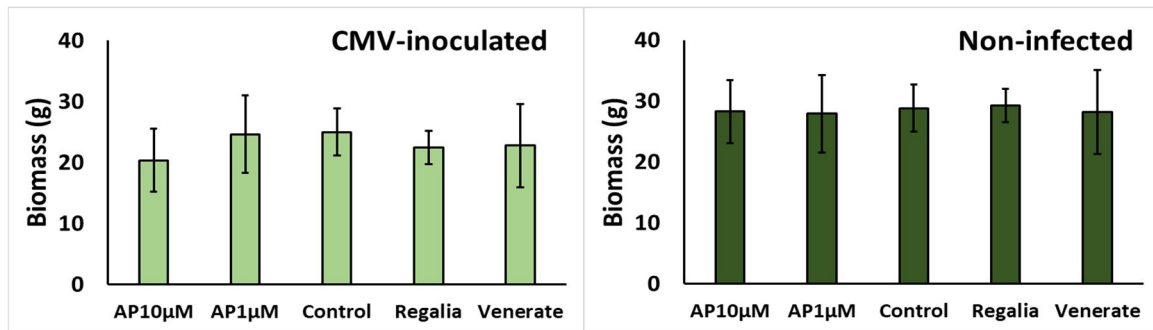 CMV-inoculated
Biomass (g)
40
30
20
10
0
AP10µM AP1µM Control Regalia Venerate
Non-infected
Biomass (g)
40
30
20
10
0
AP10µM AP1µM Control Regalia Venerate